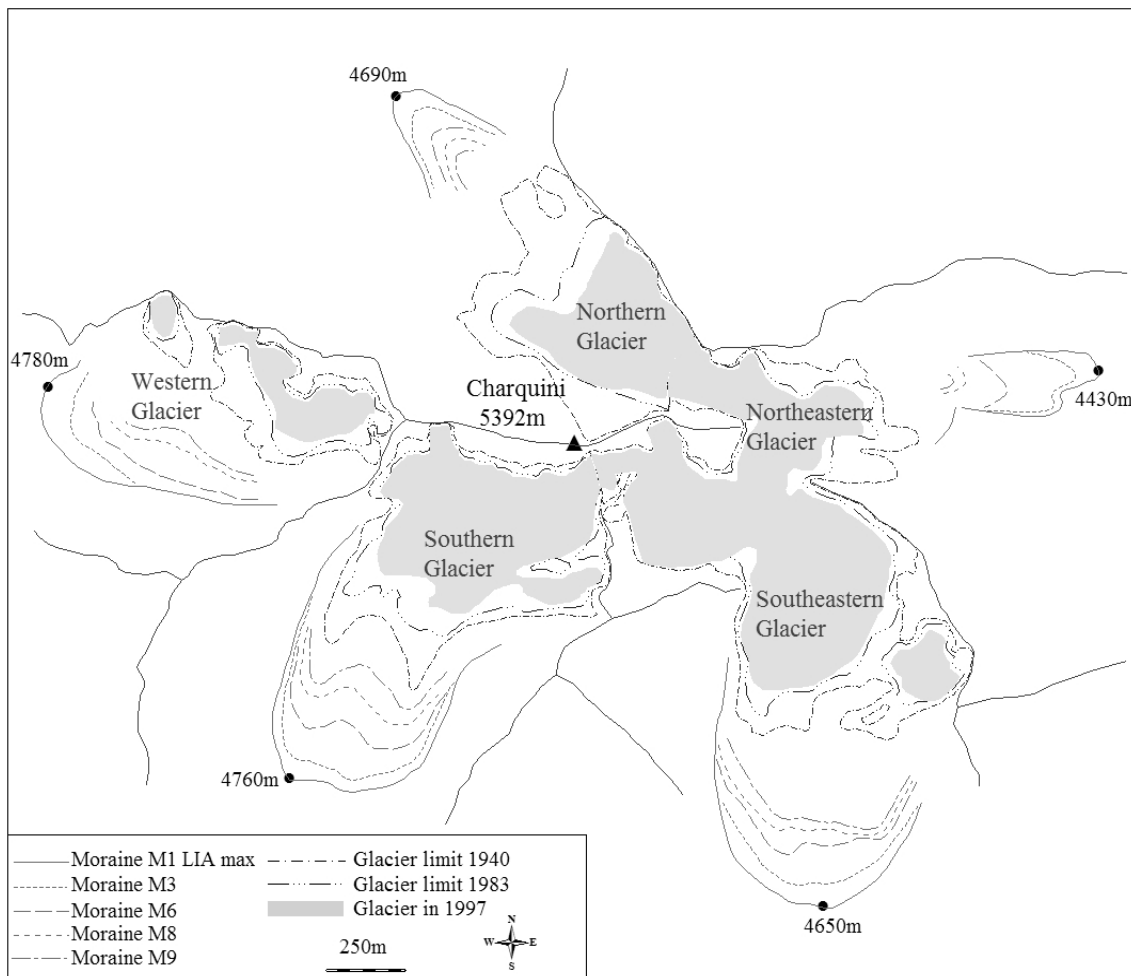 4690m
Northern
Glacier
4780m
Western
Glacier
Charquini
5392m
4430m
Northeastern
Glacier
Southern
Glacier
Southeastern
Glacier
4760m
4650m
Moraine M1 LIA max
Moraine M3
Moraine M6
Moraine M8
Moraine M9
Glacier limit 1940
Glacier limit 1983
Glacier in 1997
250m
N
W E
S